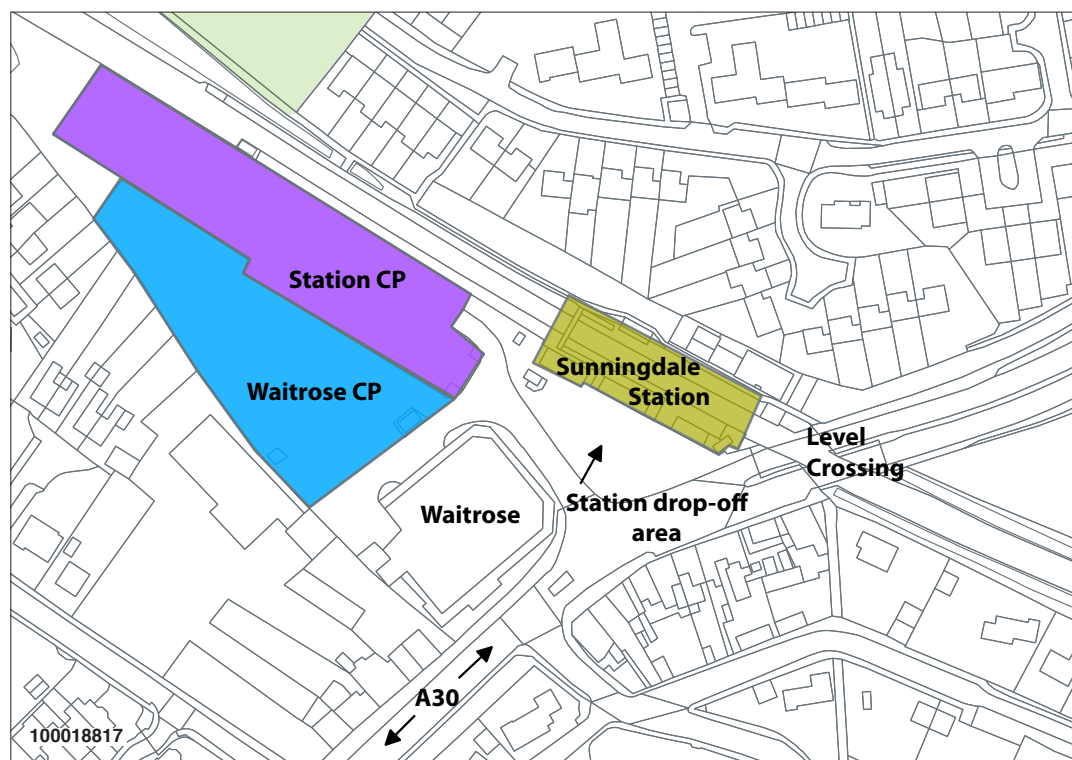 Station CP
Waitrose CP
Sunningdale
Station
Level
Crossing
Waitrose
Station drop-off
area
A30
100018817